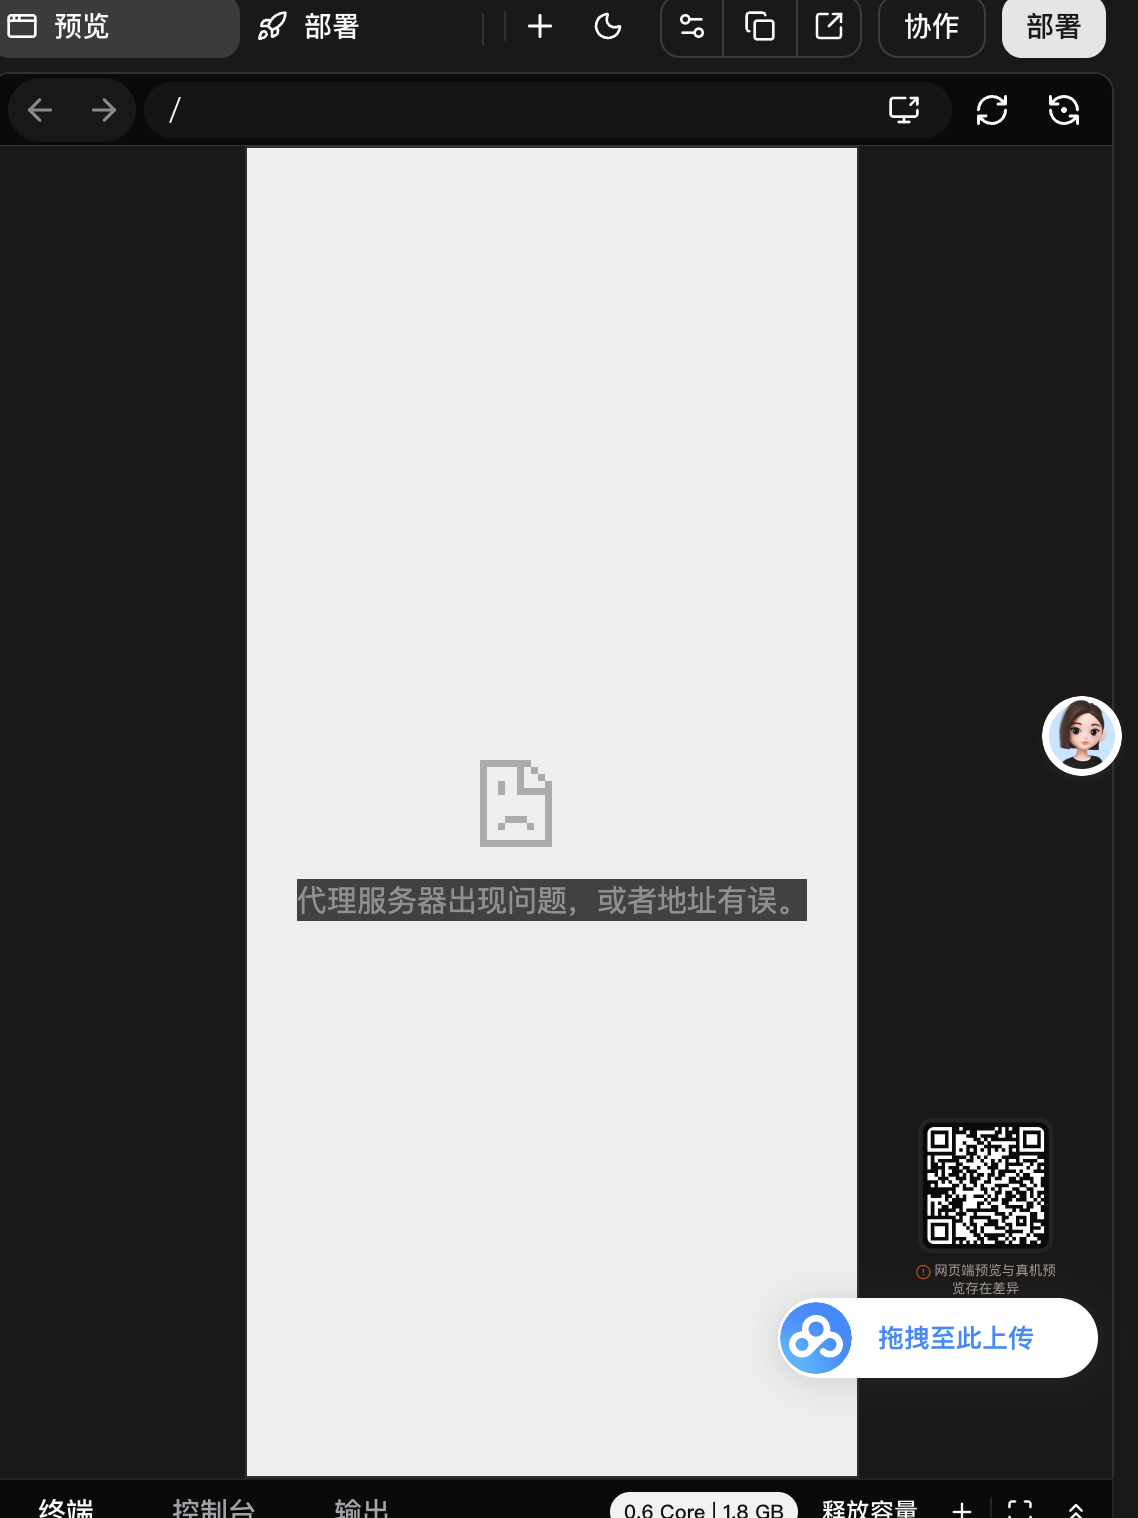 预览
部署
协作
部署
/
代理服务器出现问题，或者地址有误。
网页端预览与真机预
览存在差异
拖拽至此上传
终端
控制台
输出
0.6 Core | 1.8 GB
释放容量